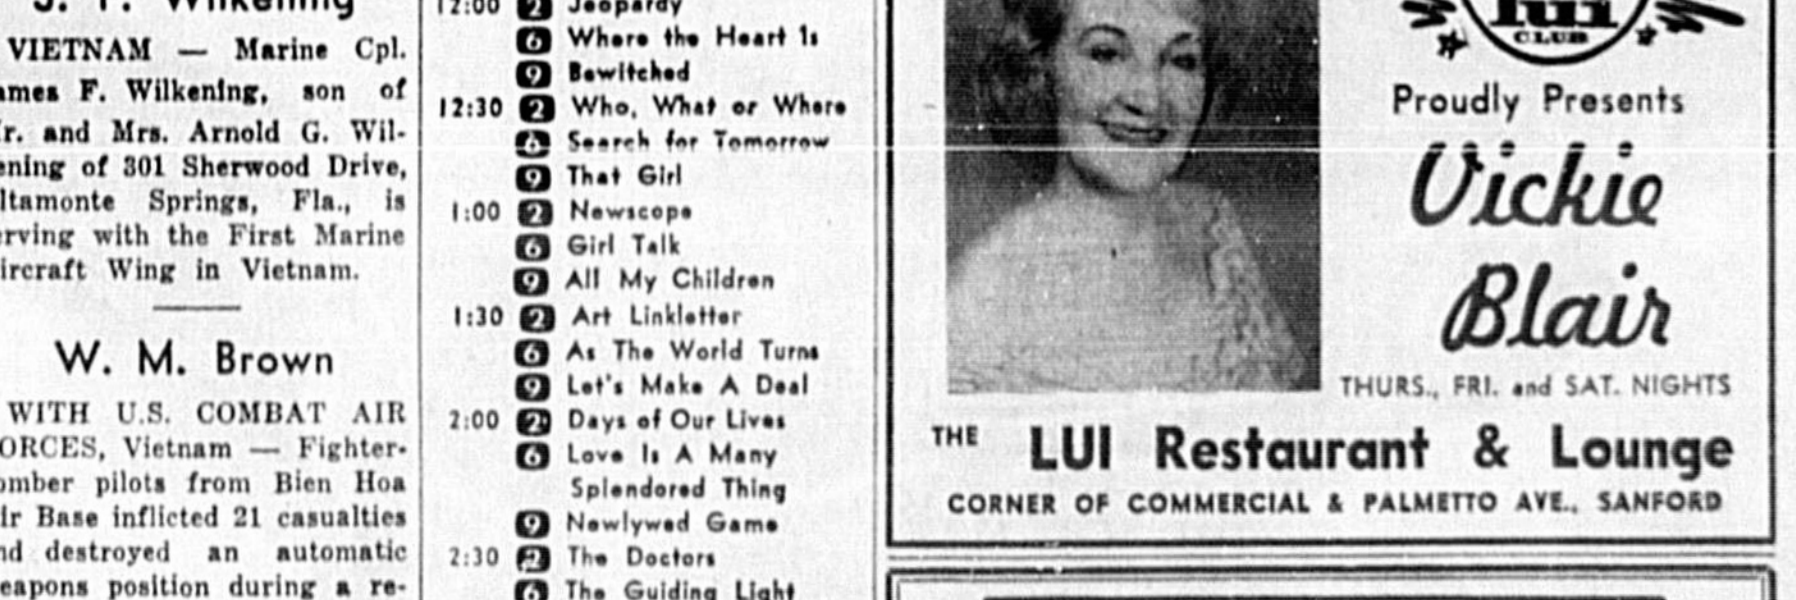 J. F. Wilkening
VIETNAM — Marine Cpl.
ames F. Wilkening, son of
r. and Mrs. Arnold G. Wil-
ening of 301 Sherwood Drive,
ltamonte Springs, Fla., is
erving with the First Marine
ircraft Wing in Vietnam.
W. M. Brown
WITH U.S. COMBAT AIR
ORCES, Vietnam — Fighter-
omber pilots from Bien Hoa
ir Base inflicted 21 casualties
nd destroyed an automatic
eapons position during a re-
12:00 2 Jeopardy
6 Where the Heart Is
9 Bewitched
12:30 2 Who, What or Where
6 Search for Tomorrow
9 That Girl
1:00 2 Newscope
6 Girl Talk
9 All My Children
1:30 2 Art Linkletter
6 As The World Turns
9 Let's Make A Deal
2:00 2 Days of Our Lives
6 Love Is A Many
Splendored Thing
9 Newlywed Game
2:30 2 The Doctors
6 The Guiding Light
lui
CLUB
Proudly Presents
Vickie
Blair
THURS., FRI. and SAT. NIGHTS
THE LUI Restaurant & Lounge
CORNER OF COMMERCIAL & PALMETTO AVE., SANFORD